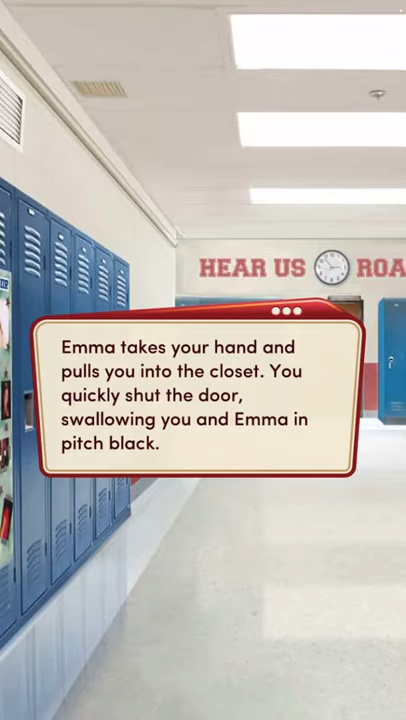 HEAR US ROA
Emma takes your hand and
pulls you into the closet. You
quickly shut the door,
swallowing you and Emma in
pitch black.